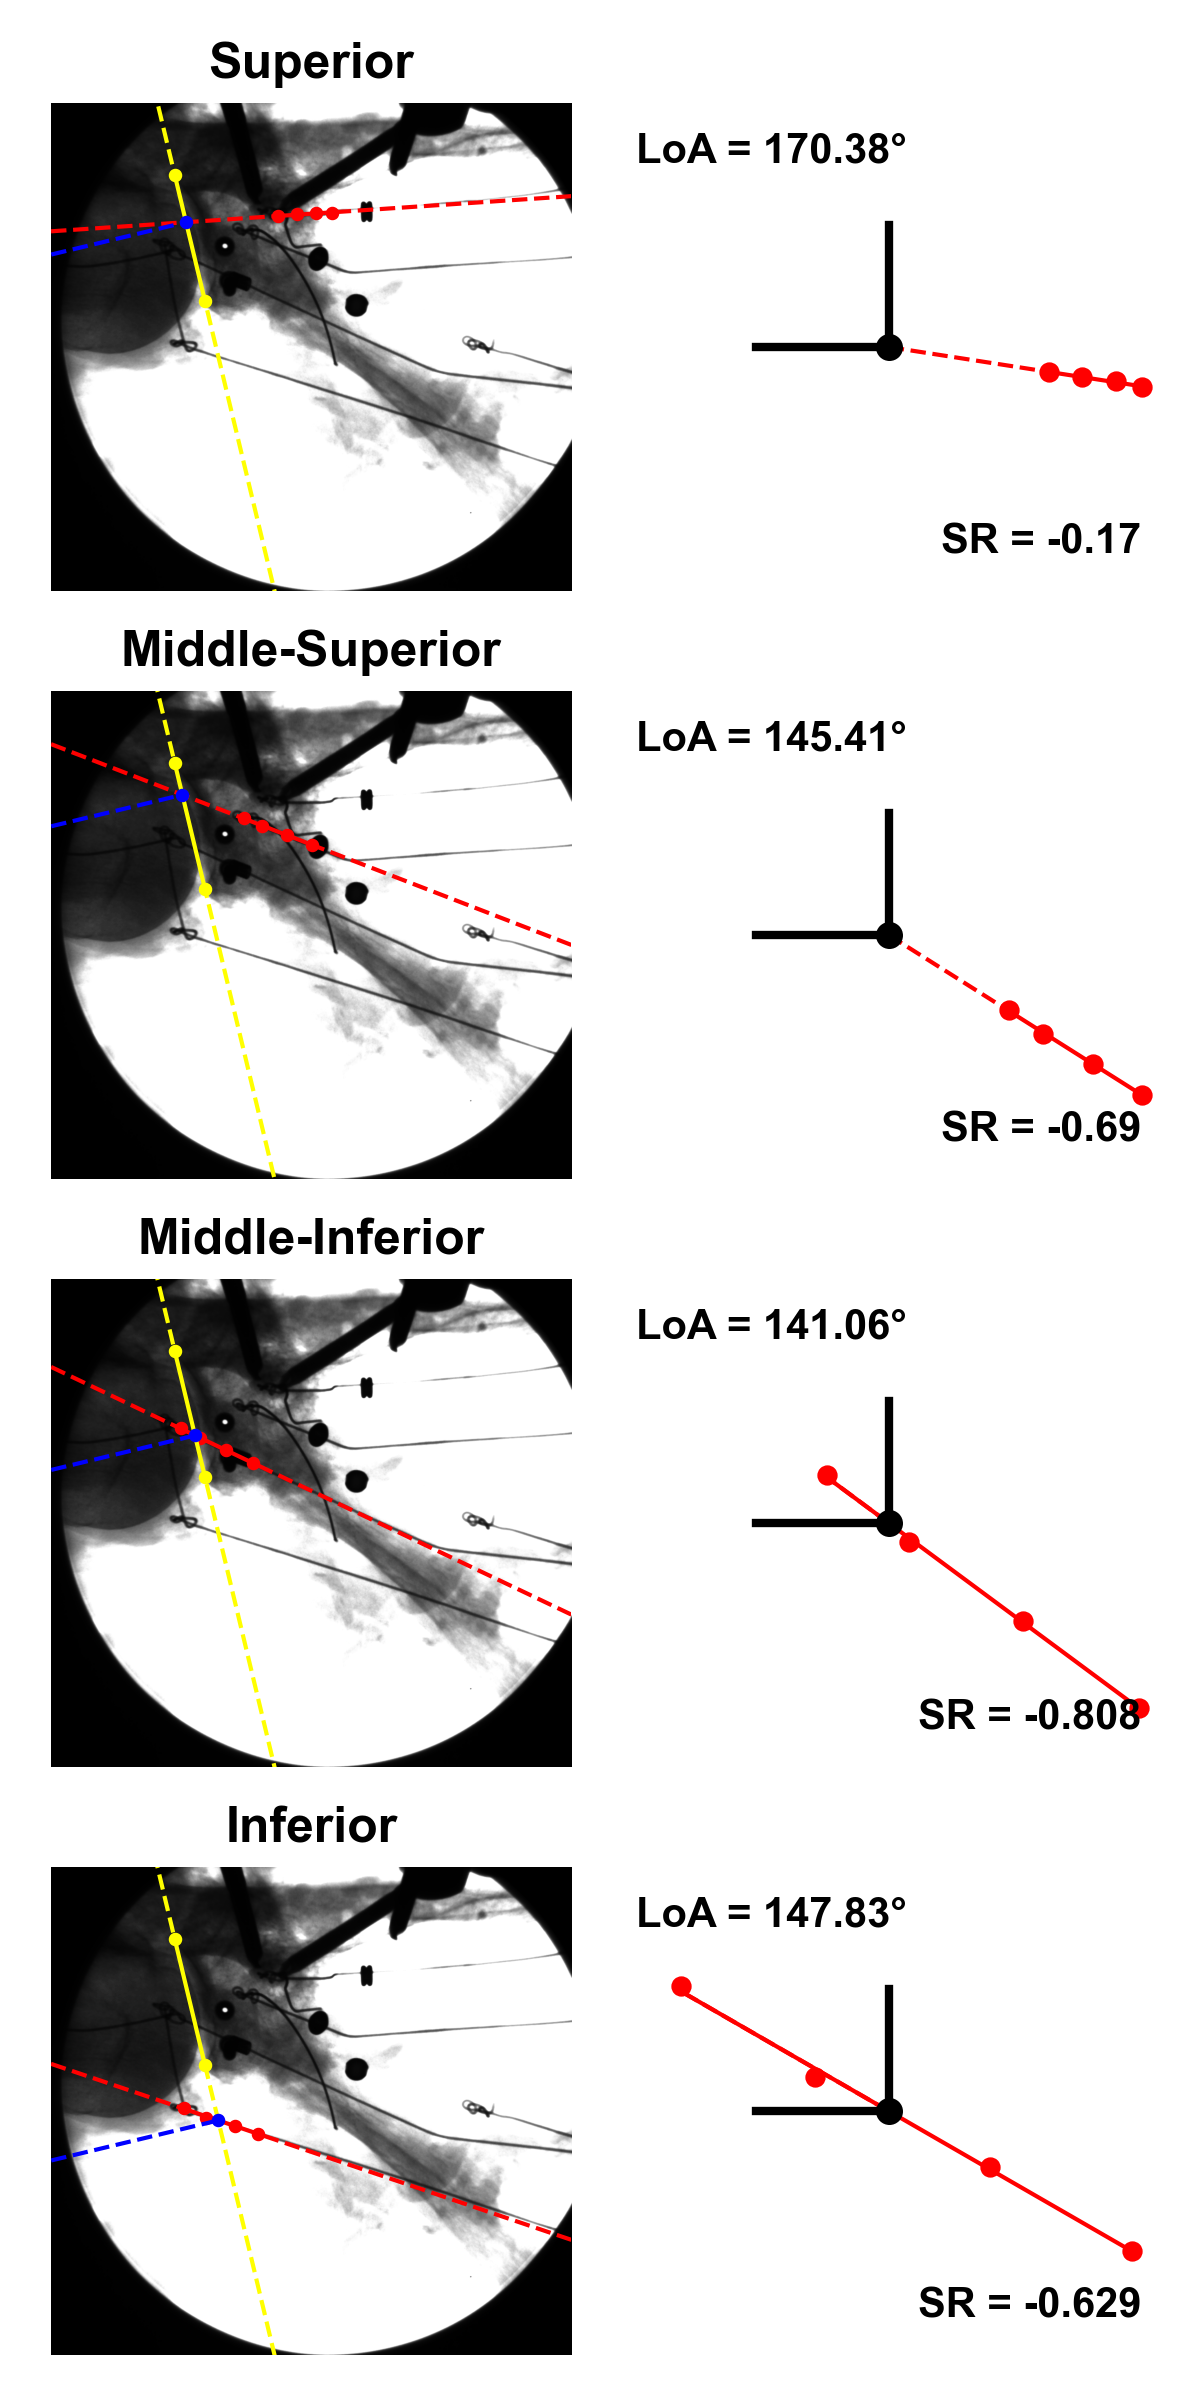 Superior
LoA = 170.38°
SR = -0.17
Middle-Superior
LoA = 145.41°
SR = -0.69
Middle-Inferior
LoA = 141.06°
SR = -0.808
Inferior
LoA = 147.83°
SR = -0.629